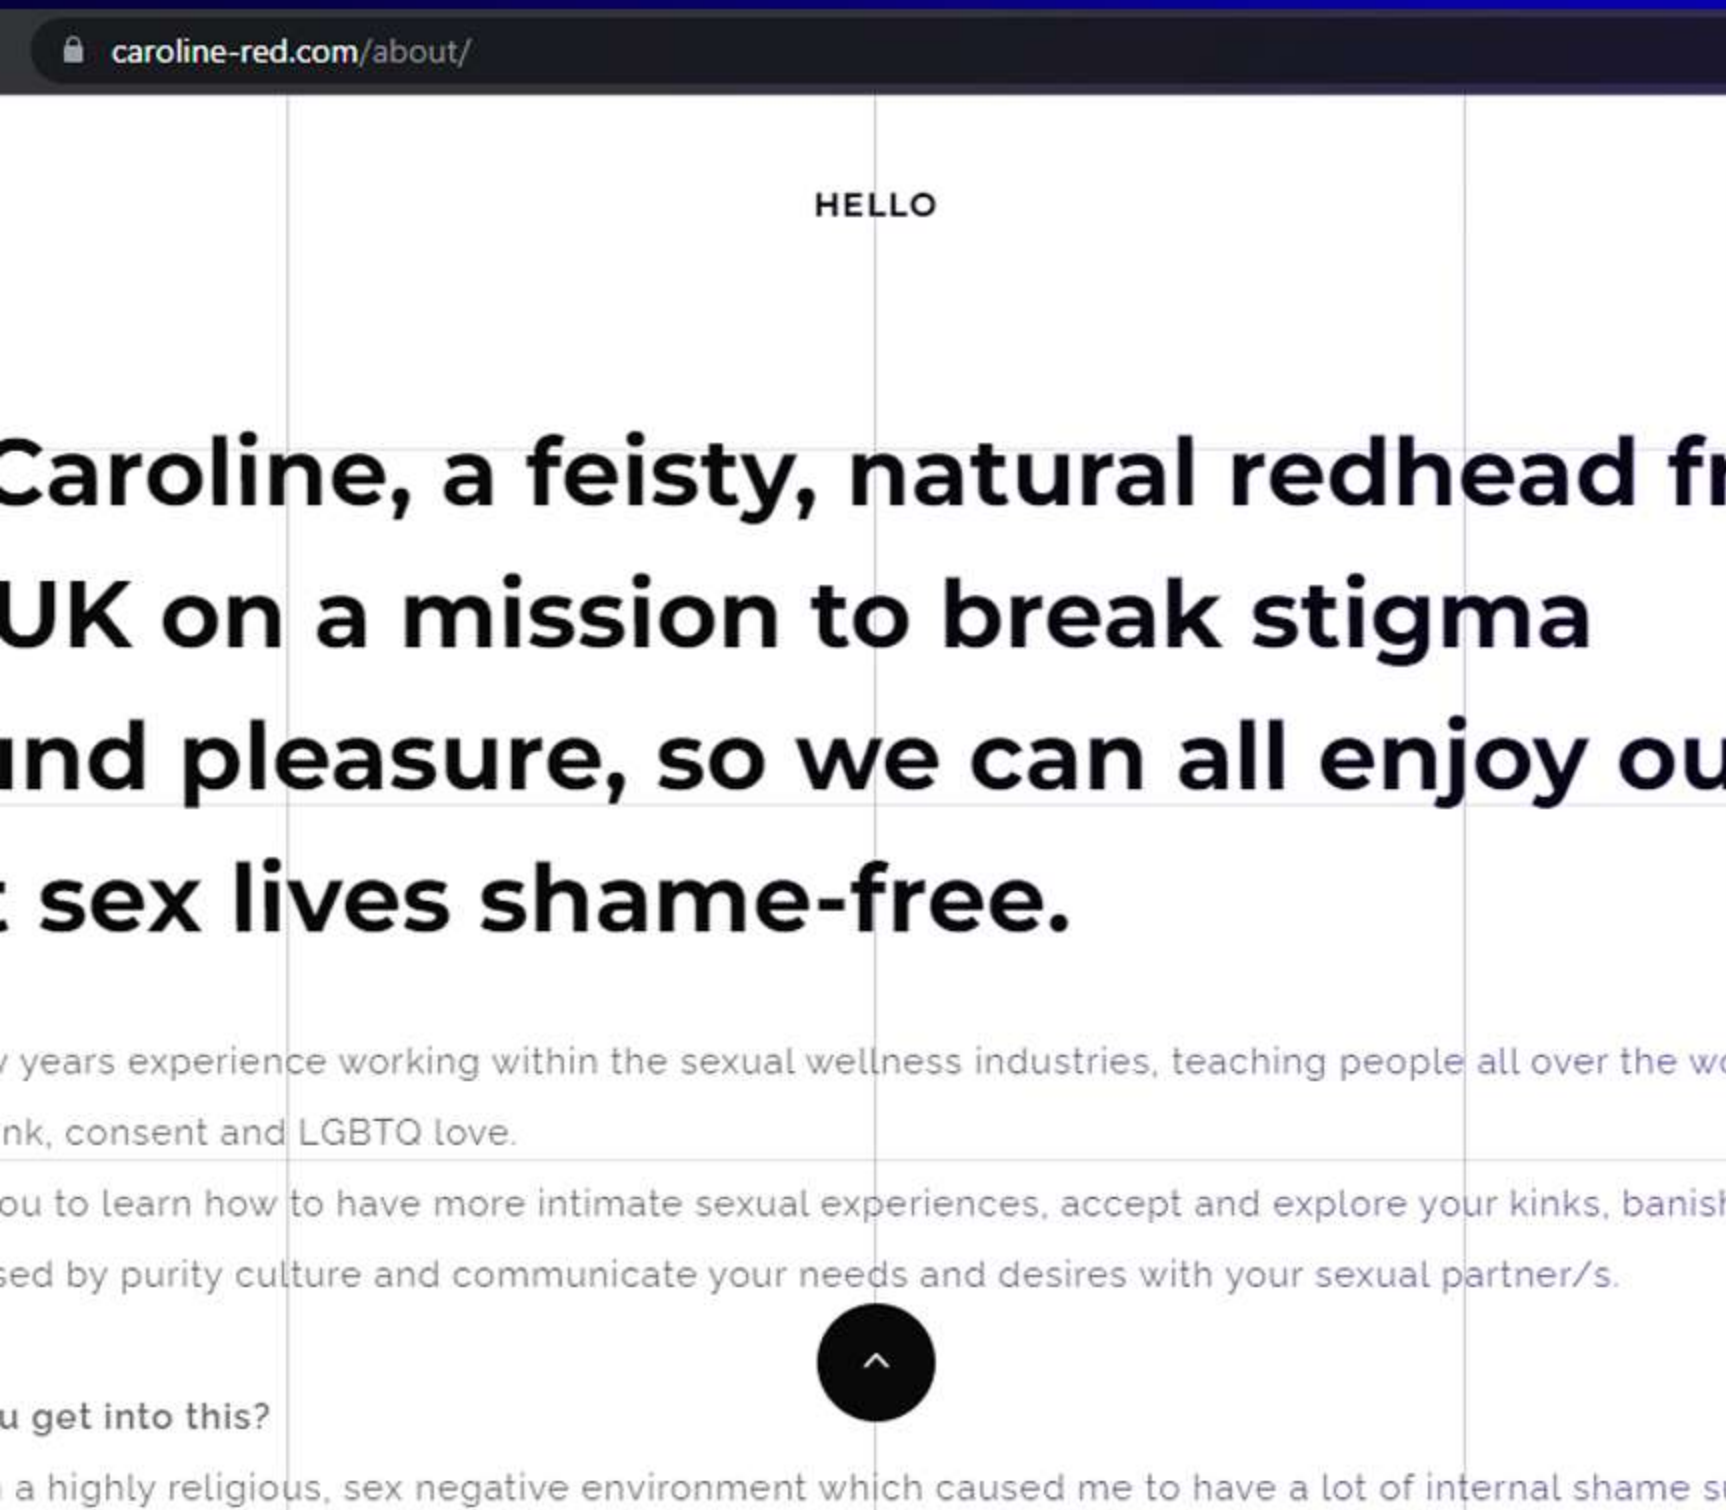 caroline-red.com/about/
HELLO
Caroline, a feisty, natural redhead fr
UK on a mission to break stigma
und pleasure, so we can all enjoy ou
t sex lives shame-free.
y years experience working within the sexual wellness industries, teaching people all over the wo
nk, consent and LGBTQ love.
ou to learn how to have more intimate sexual experiences, accept and explore your kinks, banish
sed by purity culture and communicate your needs and desires with your sexual partner/s.
u get into this?
a highly religious, sex negative environment which caused me to have a lot of internal shame s